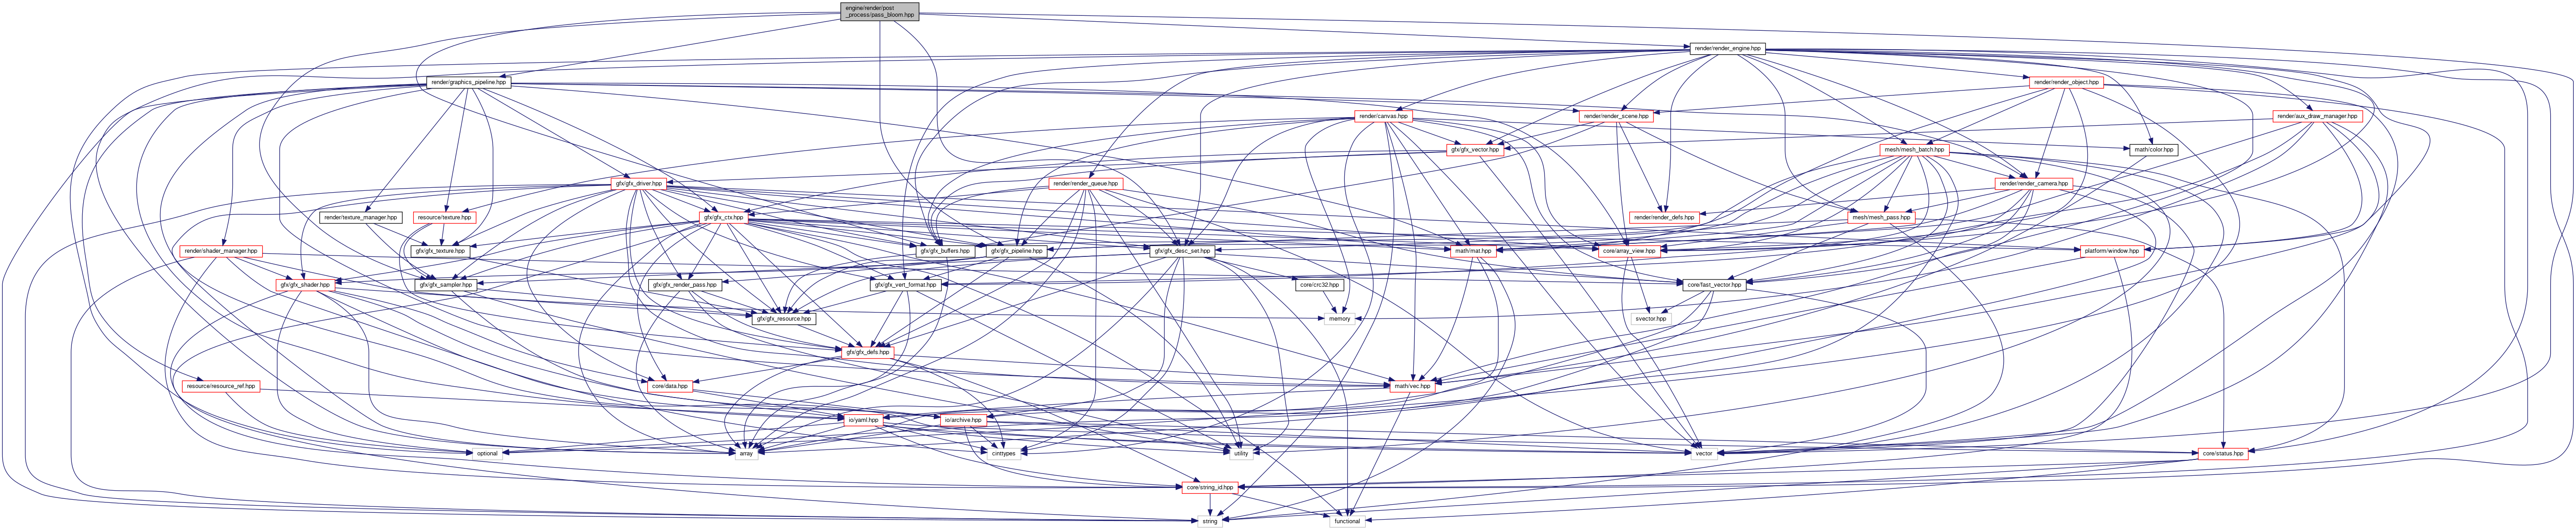 engine/render/post
_process/pass_bloom.hpp
render/render_engine.hpp
render/graphics_pipeline.hpp
render/render_object.hpp
render/canvas.hpp
render/render_scene.hpp
render/aux_draw_manager.hpp
gfx/gfx_vector.hpp
mesh/mesh_batch.hpp
math/color.hpp
gfx/gfx_driver.hpp
render/render_queue.hpp
render/render_camera.hpp
render/texture_manager.hpp
resource/texture.hpp
gfx/gfx_ctx.hpp
render/render_defs.hpp
mesh/mesh_pass.hpp
render/shader_manager.hpp
gfx/gfx_texture.hpp
gfx/gfx_buffers.hpp
gfx/gfx_pipeline.hpp
gfx/gfx_desc_set.hpp
math/mat.hpp
core/array_view.hpp
platform/window.hpp
gfx/gfx_shader.hpp
gfx/gfx_sampler.hpp
gfx/gfx_render_pass.hpp
gfx/gfx_vert_format.hpp
core/crc32.hpp
core/fast_vector.hpp
gfx/gfx_resource.hpp
memory
svector.hpp
gfx/gfx_defs.hpp
resource/resource_ref.hpp
core/data.hpp
math/vec.hpp
io/yaml.hpp
io/archive.hpp
optional
array
cinttypes
utility
vector
core/status.hpp
core/string_id.hpp
string
functional